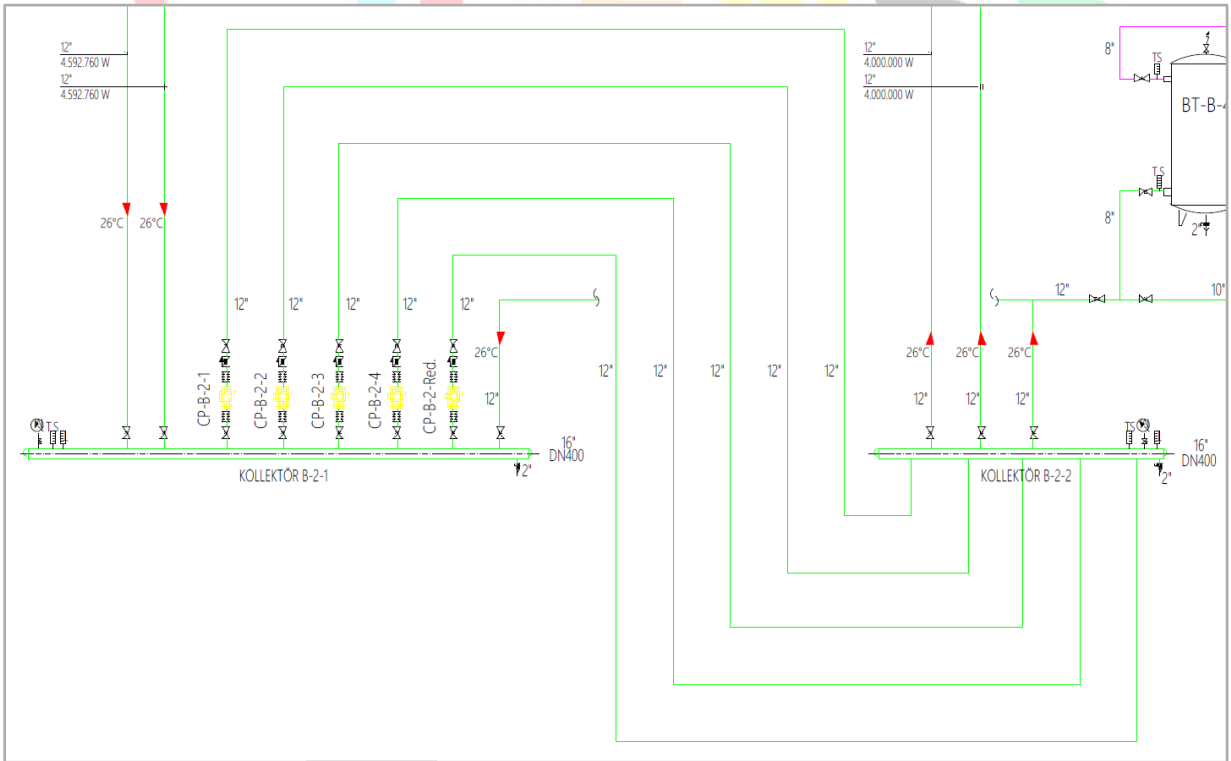 12"
4.592.760 W
12"
4.592.760 W
12"
4.000.000 W
12"
4.000.000 W
8"
TS
BT-B-4
TS
8"
2"
26°C
26°C
12"
12"
12"
12"
12"
12"
10"
26°C
26°C
26°C
26°C
12"
12"
12"
12"
12"
CP-B-2-1
CP-B-2-2
CP-B-2-3
CP-B-2-4
CP-B-2-Red.
12"
12"
12"
12"
TS
16"
DN400
KOLLEKTÖR B-2-1
2"
TS
16"
DN400
KOLLEKTÖR B-2-2
2"